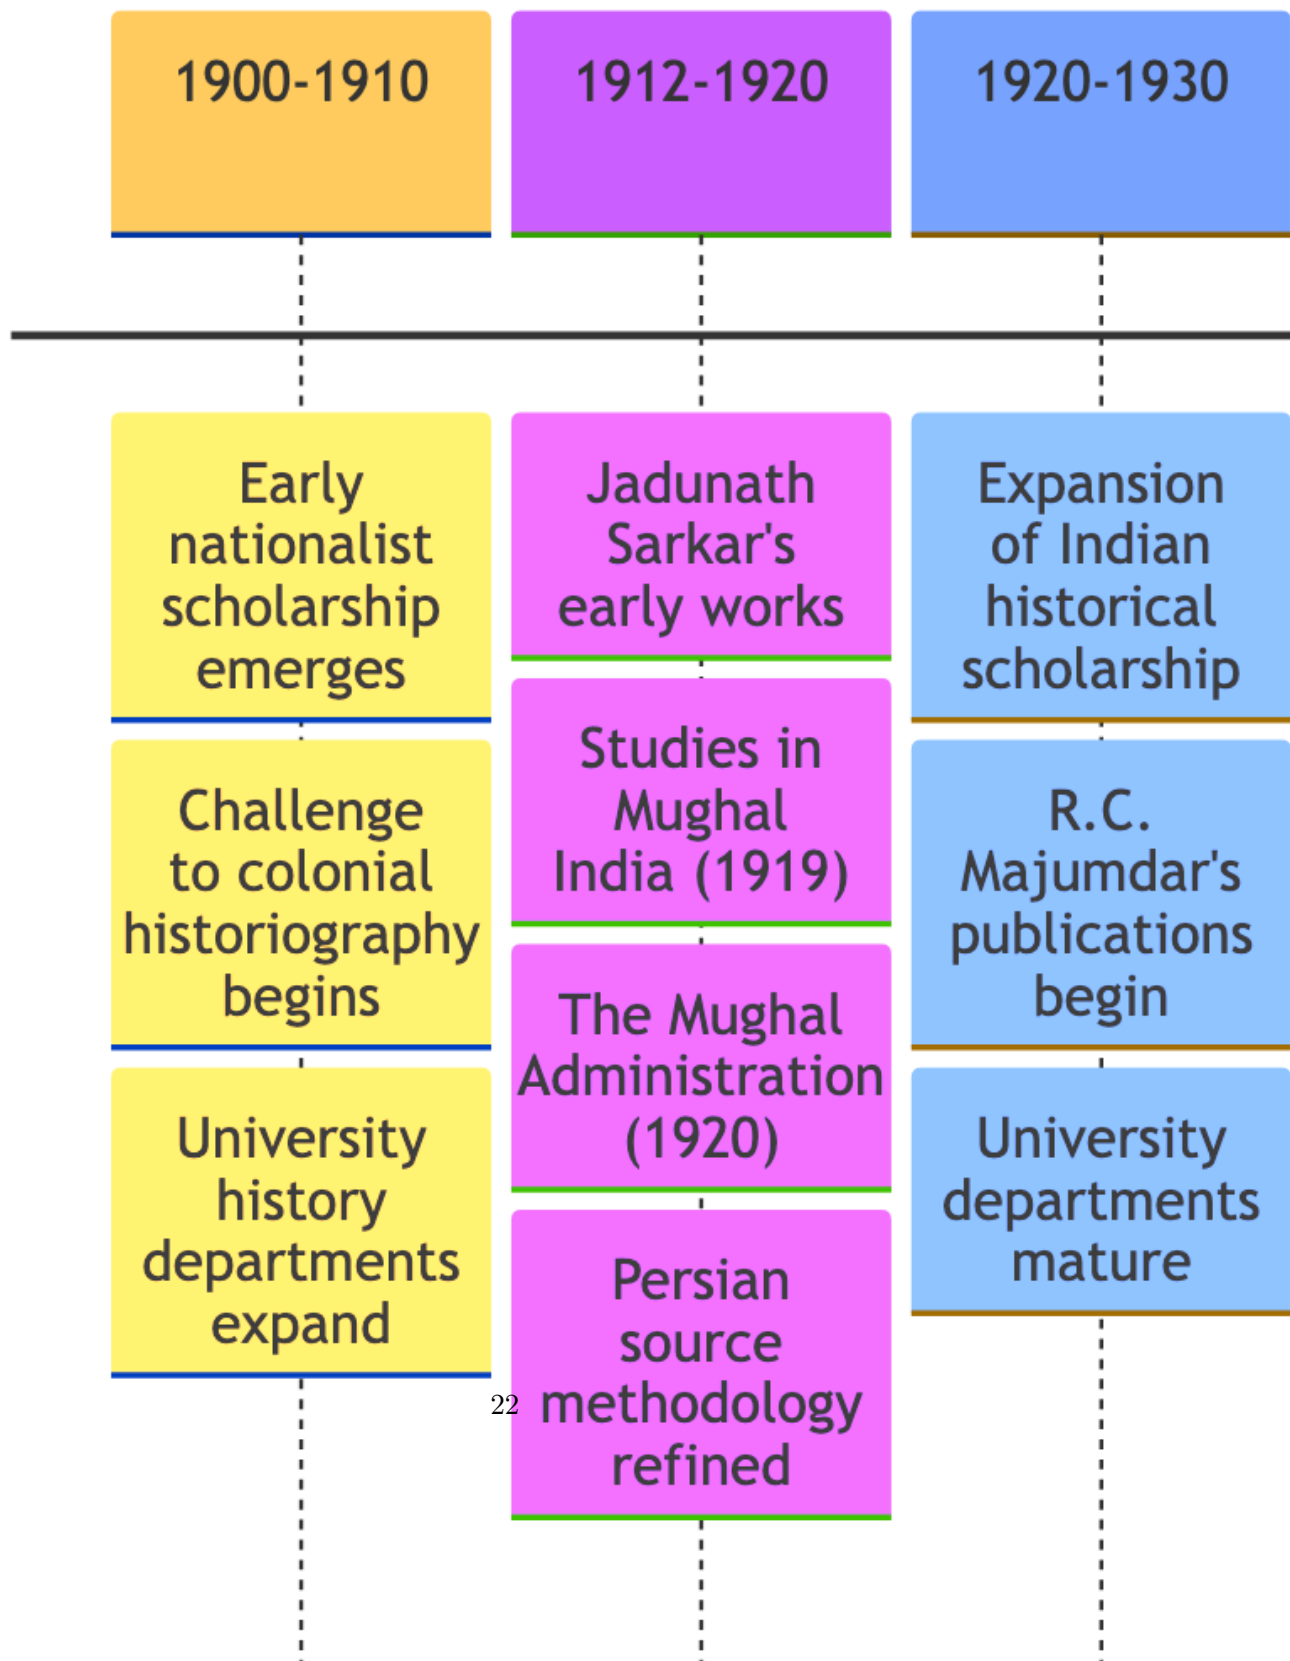 1900-1910
1912-1920
1920-1930
Early
nationalist
scholarship
emerges
Challenge
to colonial
historiography
begins
University
history
departments
expand
Jadunath
Sarkar's
early works
Studies in
Mughal
India (1919)
The Mughal
Administration
(1920)
Persian
source
methodology
refined
Expansion
of Indian
historical
scholarship
R.C.
Majumdar's
publications
begin
University
departments
mature
22